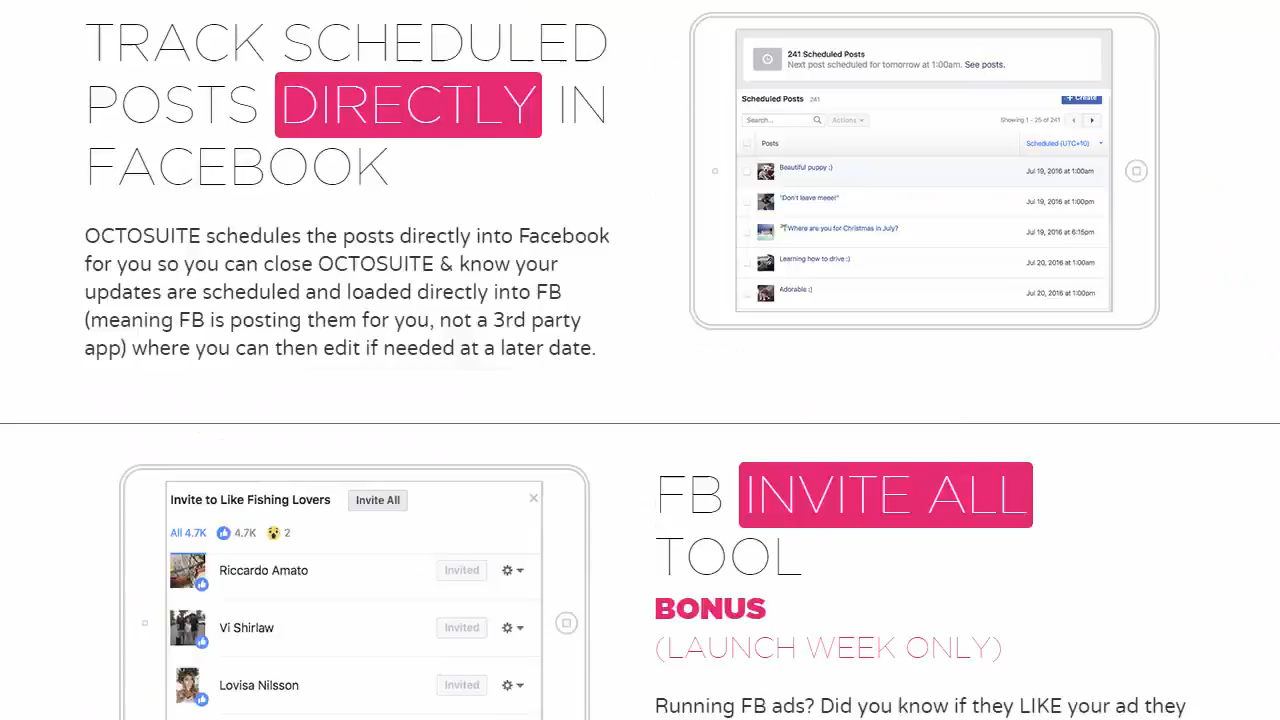 TRACK SCHEDULED
POSTS DIRECTLY IN
FACEBOOK
OCTOSUITE schedules the posts directly into Facebook
for you so you can close OCTOSUITE & know your
updates are scheduled and loaded directly into FB
(meaning FB is posting them for you, not a 3rd party
app) where you can then edit if needed at a later date.
241 Scheduled Posts
Next post scheduled for tomorrow at 1:00am. See posts.
Scheduled Posts 241
+ Create
Search...
Actions
Showing 1 - 25 of 241
Posts
Scheduled (UTC+10)
Beautiful puppy :)
Jul 19, 2016 at 1:00am
"Don't leave meee!"
Jul 19, 2016 at 1:00pm
Where are you for Christmas in July?
Jul 19, 2016 at 6:15pm
Learning how to drive :)
Jul 20, 2016 at 1:00am
Adorable ;)
Jul 20, 2016 at 1:00pm
Invite to Like Fishing Lovers
Invite All
All 4.7K
4.7K
2
Riccardo Amato
Invited
Vi Shirlaw
Invited
Lovisa Nilsson
Invited
FB INVITE ALL
TOOL
BONUS
(LAUNCH WEEK ONLY)
Running FB ads? Did you know if they LIKE your ad they